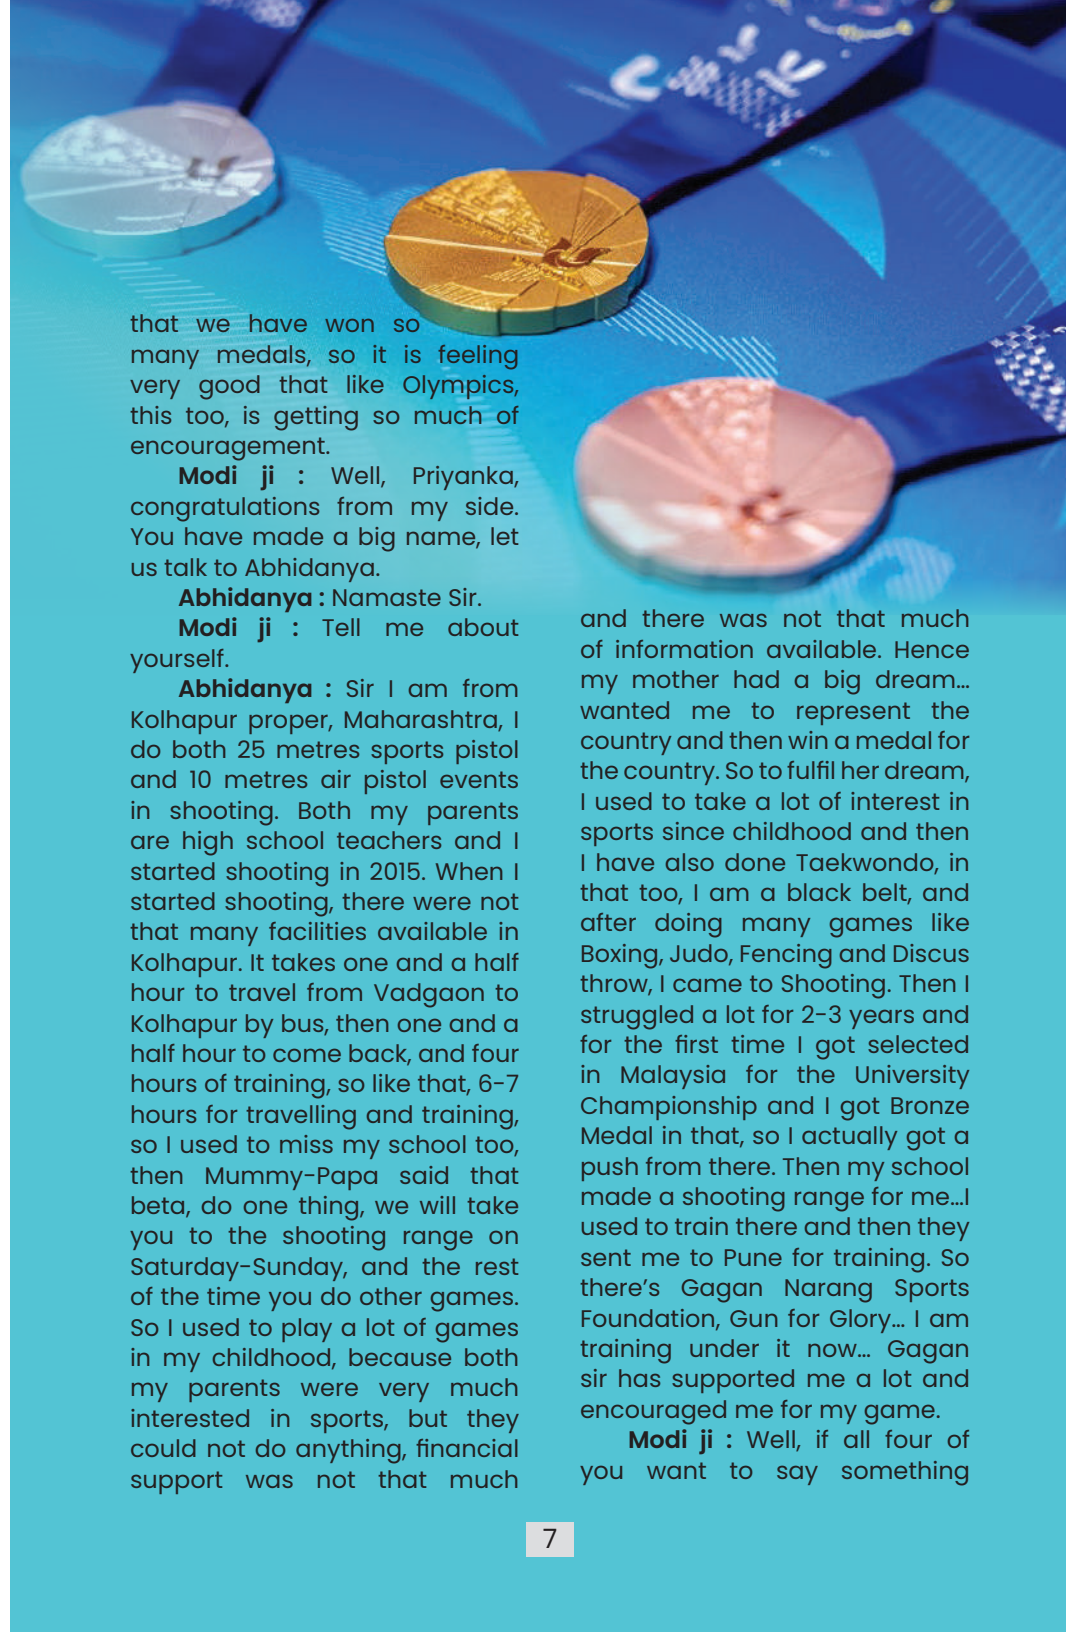 that we have won so
many medals, so it is feeling
very good that like Olympics,
this too, is getting so much of
encouragement.
Modi ji : Well, Priyanka,
congratulations from my side.
You have made a big name, let
us talk to Abhidanya.
Abhidanya : Namaste Sir.
Modi ji : Tell me about
yourself.
Abhidanya : Sir I am from
Kolhapur proper, Maharashtra, I
do both 25 metres sports pistol
and 10 metres air pistol events
in shooting. Both my parents
are high school teachers and I
started shooting in 2015. When I
started shooting, there were not
that many facilities available in
Kolhapur. It takes one and a half
hour to travel from Vadgaon to
Kolhapur by bus, then one and a
half hour to come back, and four
hours of training, so like that, 6-7
hours for travelling and training,
so I used to miss my school too,
then Mummy-Papa said that
beta, do one thing, we will take
you to the shooting range on
Saturday-Sunday, and the rest
of the time you do other games.
So I used to play a lot of games
in my childhood, because both
my parents were very much
interested in sports, but they
could not do anything, financial
support was not that much
and there was not that much
of information available. Hence
my mother had a big dream…
wanted me to represent the
country and then win a medal for
the country. So to fulfil her dream,
I used to take a lot of interest in
sports since childhood and then
I have also done Taekwondo, in
that too, I am a black belt, and
after doing many games like
Boxing, Judo, Fencing and Discus
throw, I came to Shooting. Then I
struggled a lot for 2-3 years and
for the first time I got selected
in Malaysia for the University
Championship and I got Bronze
Medal in that, so I actually got a
push from there. Then my school
made a shooting range for me…I
used to train there and then they
sent me to Pune for training. So
there’s Gagan Narang Sports
Foundation, Gun for Glory… I am
training under it now… Gagan
sir has supported me a lot and
encouraged me for my game.
Modi ji : Well, if all four of
you want to say something
7